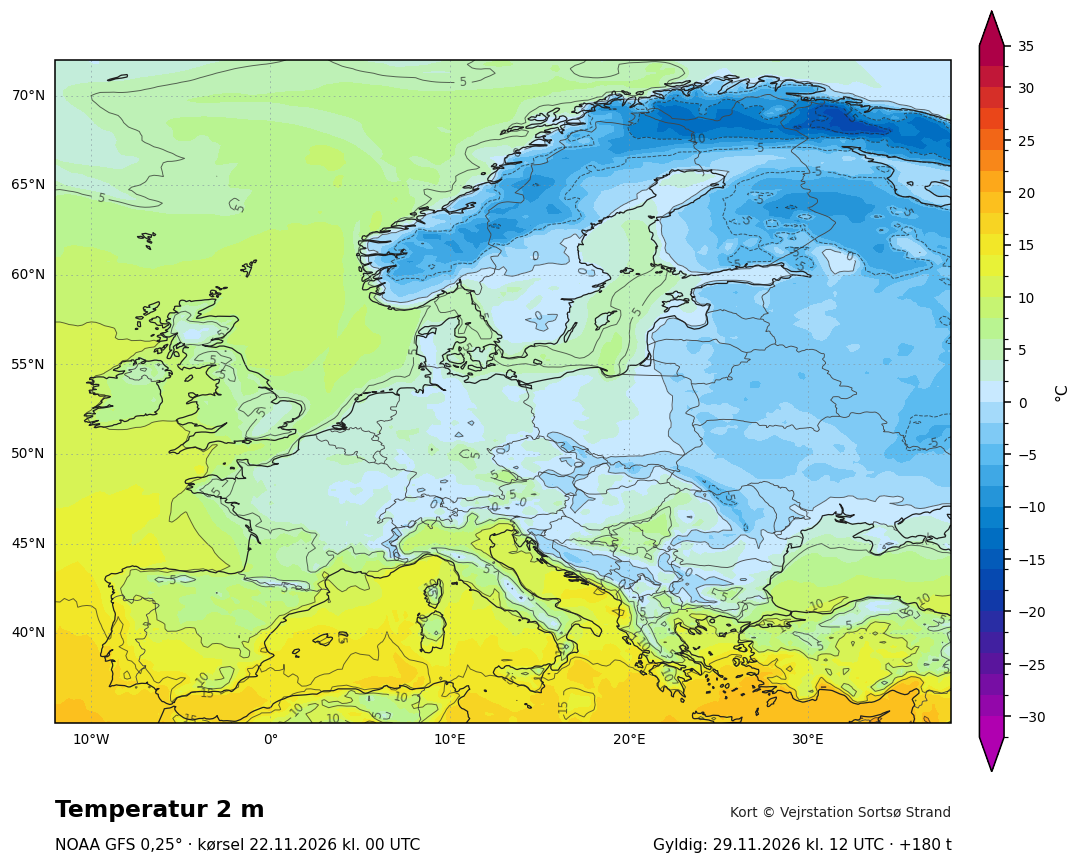 70°N
65°N
60°N
55°N
50°N
45°N
40°N
10°W
0°
10°E
20°E
30°E
35
30
25
20
15
10
5
0
−5
−10
−15
−20
−25
−30
°C
Temperatur 2 m
Kort © Vejrstation Sortsø Strand
NOAA GFS 0,25° · kørsel 22.11.2026 kl. 00 UTC
Gyldig: 29.11.2026 kl. 12 UTC · +180 t